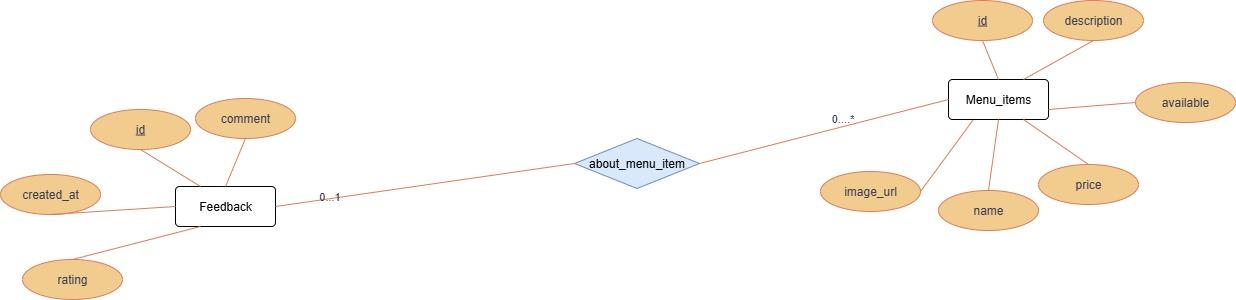 id
description
Menu_items
available
0....*
image_url
name
price
about_menu_item
id
comment
created_at
Feedback
0...1
rating